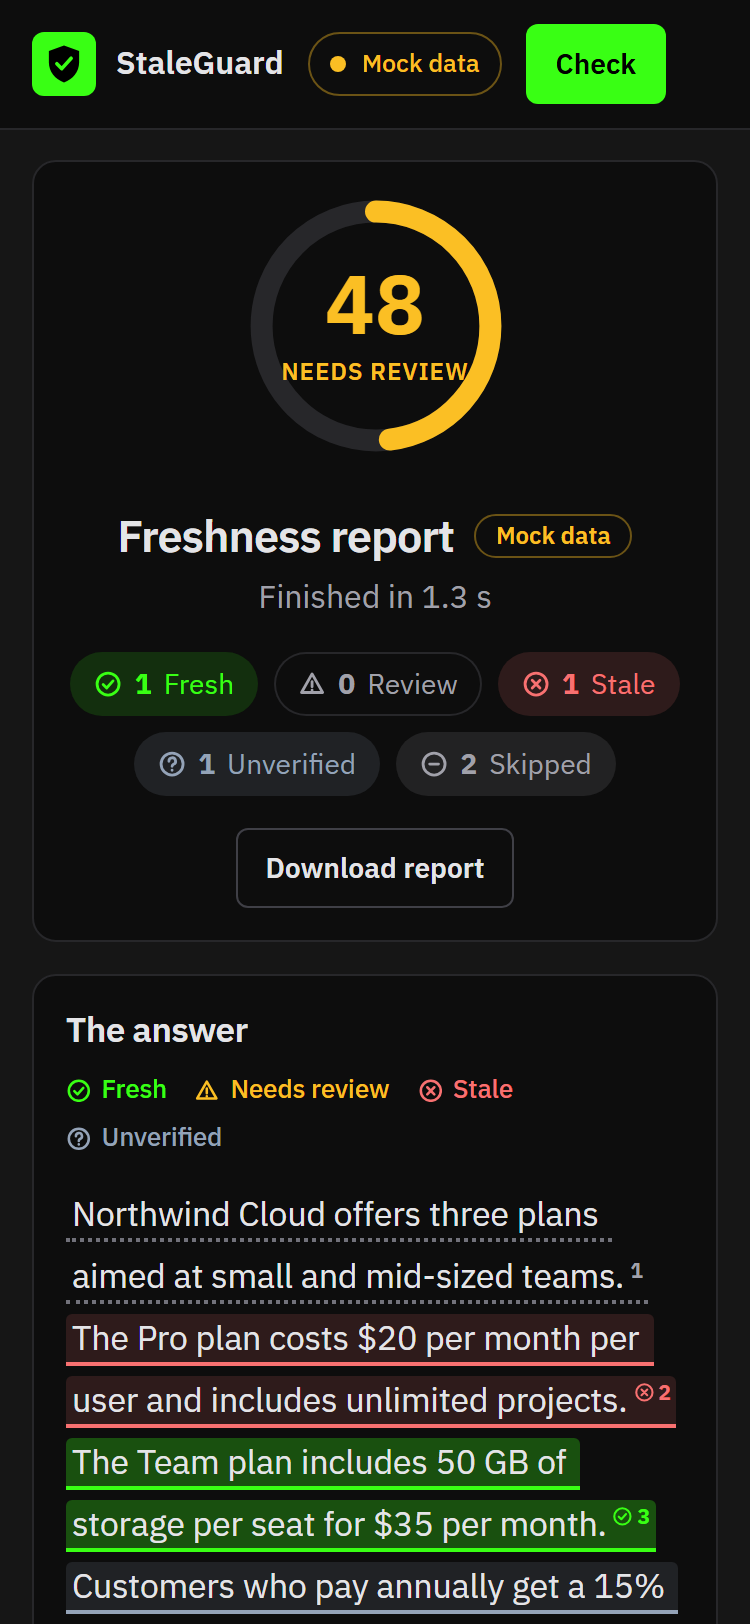 StaleGuard
Mock data
Check
48
NEEDS REVIEW
Freshness report
Mock data
Finished in 1.3 s
1 Fresh
0 Review
1 Stale
1 Unverified
2 Skipped
Download report
The answer
Fresh
Needs review
Stale
Unverified
Northwind Cloud offers three plans
aimed at small and mid-sized teams. 1
The Pro plan costs $20 per month per
user and includes unlimited projects. 2
The Team plan includes 50 GB of
storage per seat for $35 per month. 3
Customers who pay annually get a 15%